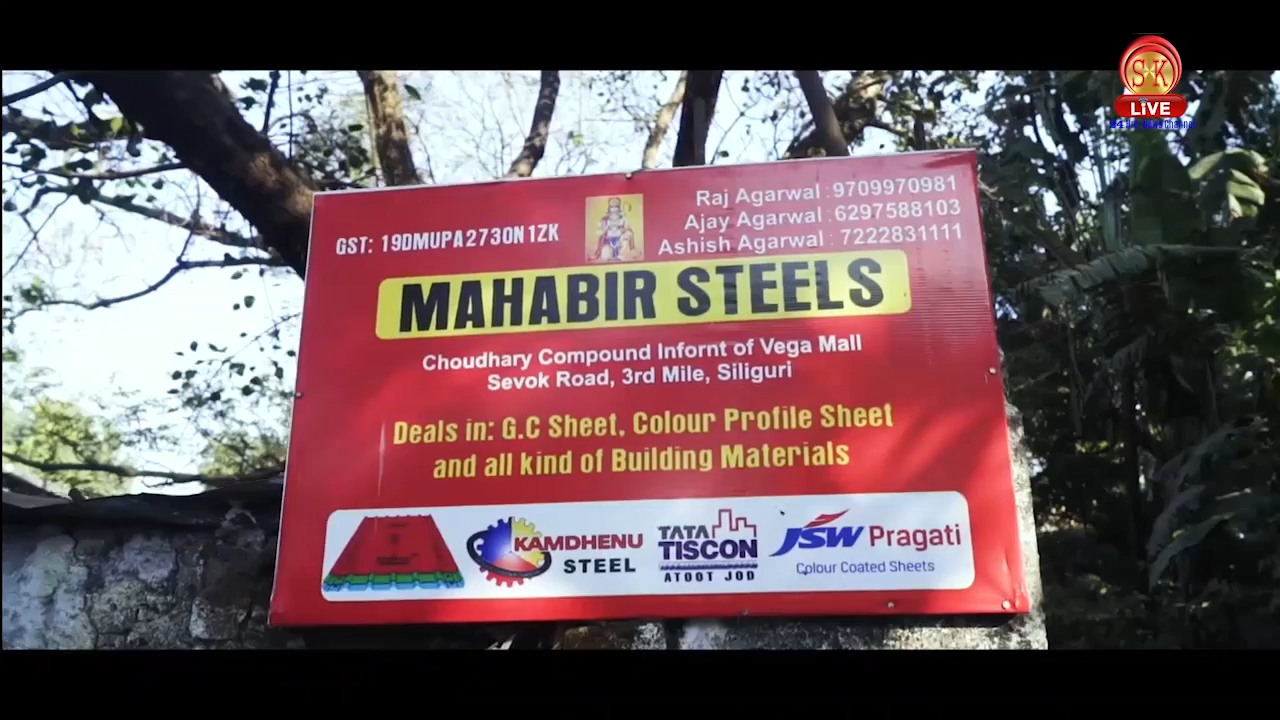 S K
LIVE
GST: 19DMUPA2730N1ZK
Raj Agarwal : 9709970981
Ajay Agarwal : 6297588103
Ashish Agarwal : 7222831111
MAHABIR STEELS
Choudhary Compound Infornt of Vega Mall
Sevok Road, 3rd Mile, Siliguri
Deals in: G.C Sheet, Colour Profile Sheet
and all kind of Building Materials
KAMDHENU
STEEL
TATA
TISCON
ATOOT JOD
JSW Pragati
Colour Coated Sheets